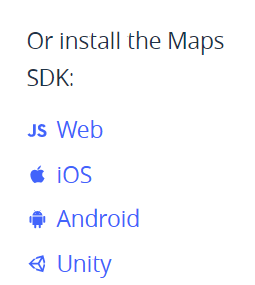 Or install the Maps
SDK:
JS Web
iOS
Android
Unity